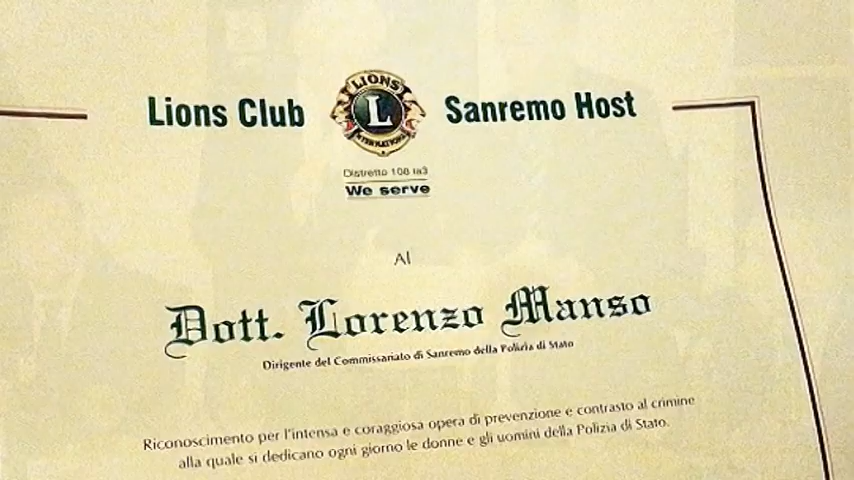 Lions Club
LIONS
L
INTERNATIONAL
Sanremo Host
Distretto 108 Ia3
We serve
Al
Dott. Lorenzo Manso
Dirigente del Commissariato di Sanremo della Polizia di Stato
Riconoscimento per l'intensa e coraggiosa opera di prevenzione e contrasto al crimine
alla quale si dedicano ogni giorno le donne e gli uomini della Polizia di Stato.